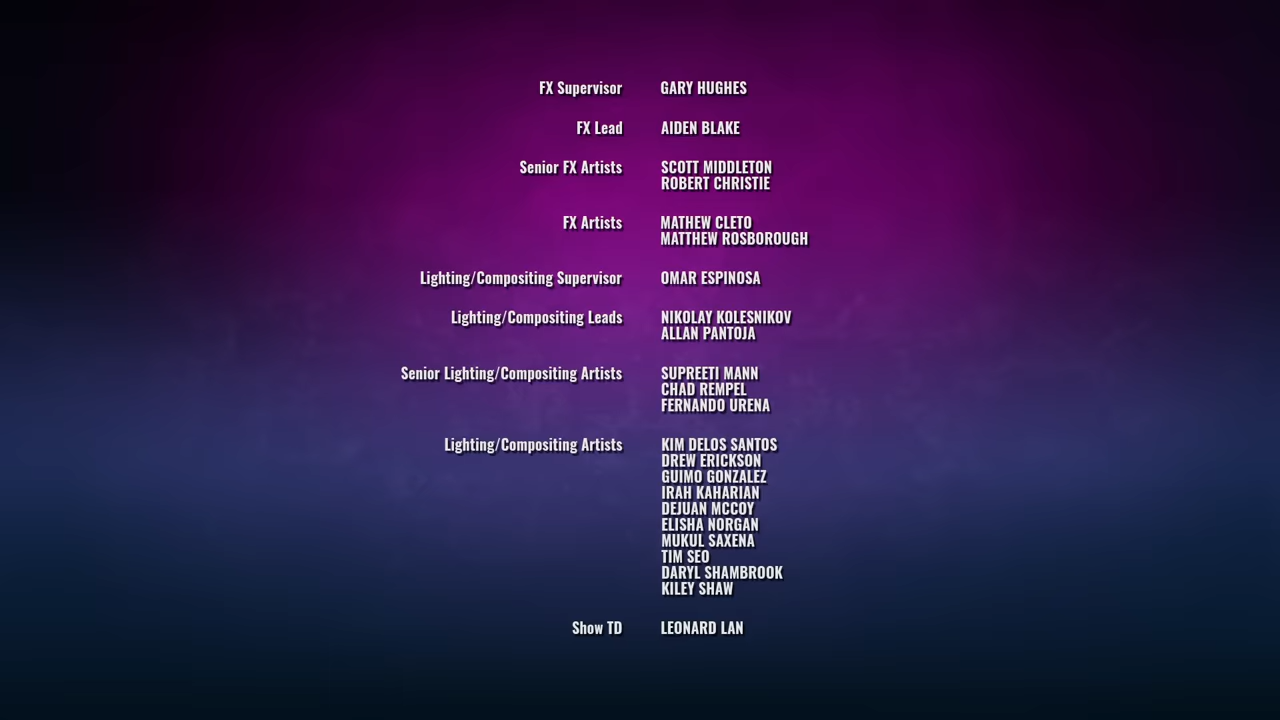 FX Supervisor GARY HUGHES
FX Lead AIDEN BLAKE
Senior FX Artists SCOTT MIDDLETON
ROBERT CHRISTIE
FX Artists MATHEW CLETO
MATTHEW ROSBOROUGH
Lighting/Compositing Supervisor OMAR ESPINOSA
Lighting/Compositing Leads NIKOLAY KOLESNIKOV
ALLAN PANTOJA
Senior Lighting/Compositing Artists SUPREETI MANN
CHAD REMPEL
FERNANDO URENA
Lighting/Compositing Artists KIM DELOS SANTOS
DREW ERICKSON
GUIMO GONZALEZ
IRAH KAHARIAN
DEJUAN MCCOY
ELISHA NORGAN
MUKUL SAXENA
TIM SEO
DARYL SHAMBROOK
KILEY SHAW
Show TD LEONARD LAN